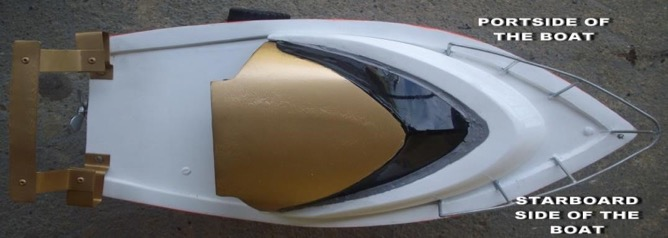 PORTSIDE OF
THE BOAT
STARBOARD
SIDE OF THE
BOAT